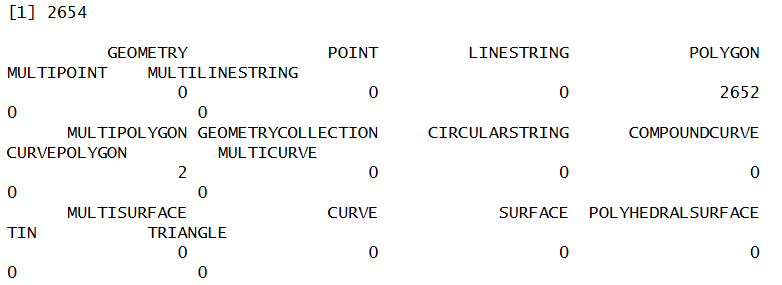 [1] 2654
GEOMETRY POINT LINESTRING POLYGON
MULTIPOINT MULTILINESTRING
0 0 0 2652
0 0
MULTIPOLYGON GEOMETRYCOLLECTION CIRCULARSTRING COMPOUNDCURVE
CURVEPOLYGON MULTICURVE
2 0 0 0
0 0
MULTISURFACE CURVE SURFACE POLYHEDRALSURFACE
TIN TRIANGLE
0 0 0 0
0 0